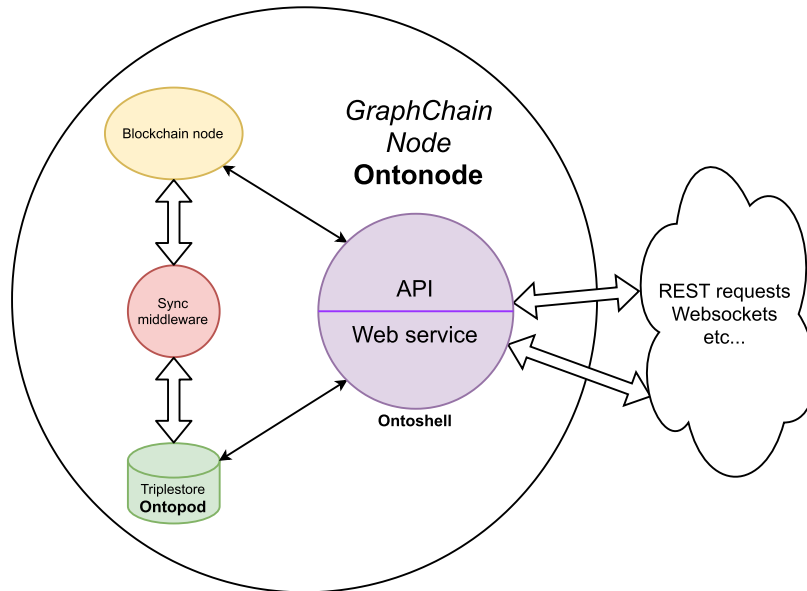 GraphChain
Node
Ontonode
Blockchain node
Sync
middleware
Triplestore
Ontopod
API
Web service
Ontoshell
REST requests
Websockets
etc...